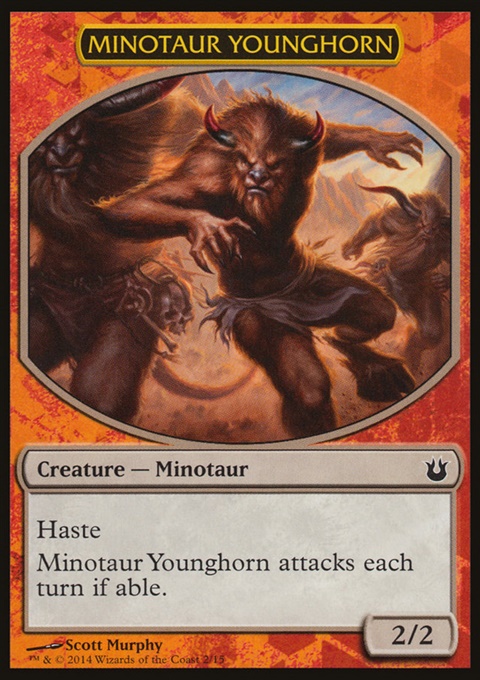 MINOTAUR YOUNGHORN
Creature — Minotaur
Haste
Minotaur Younghorn attacks each
turn if able.
2/2
Scott Murphy
™ & © 2014 Wizards of the Coast 2/15